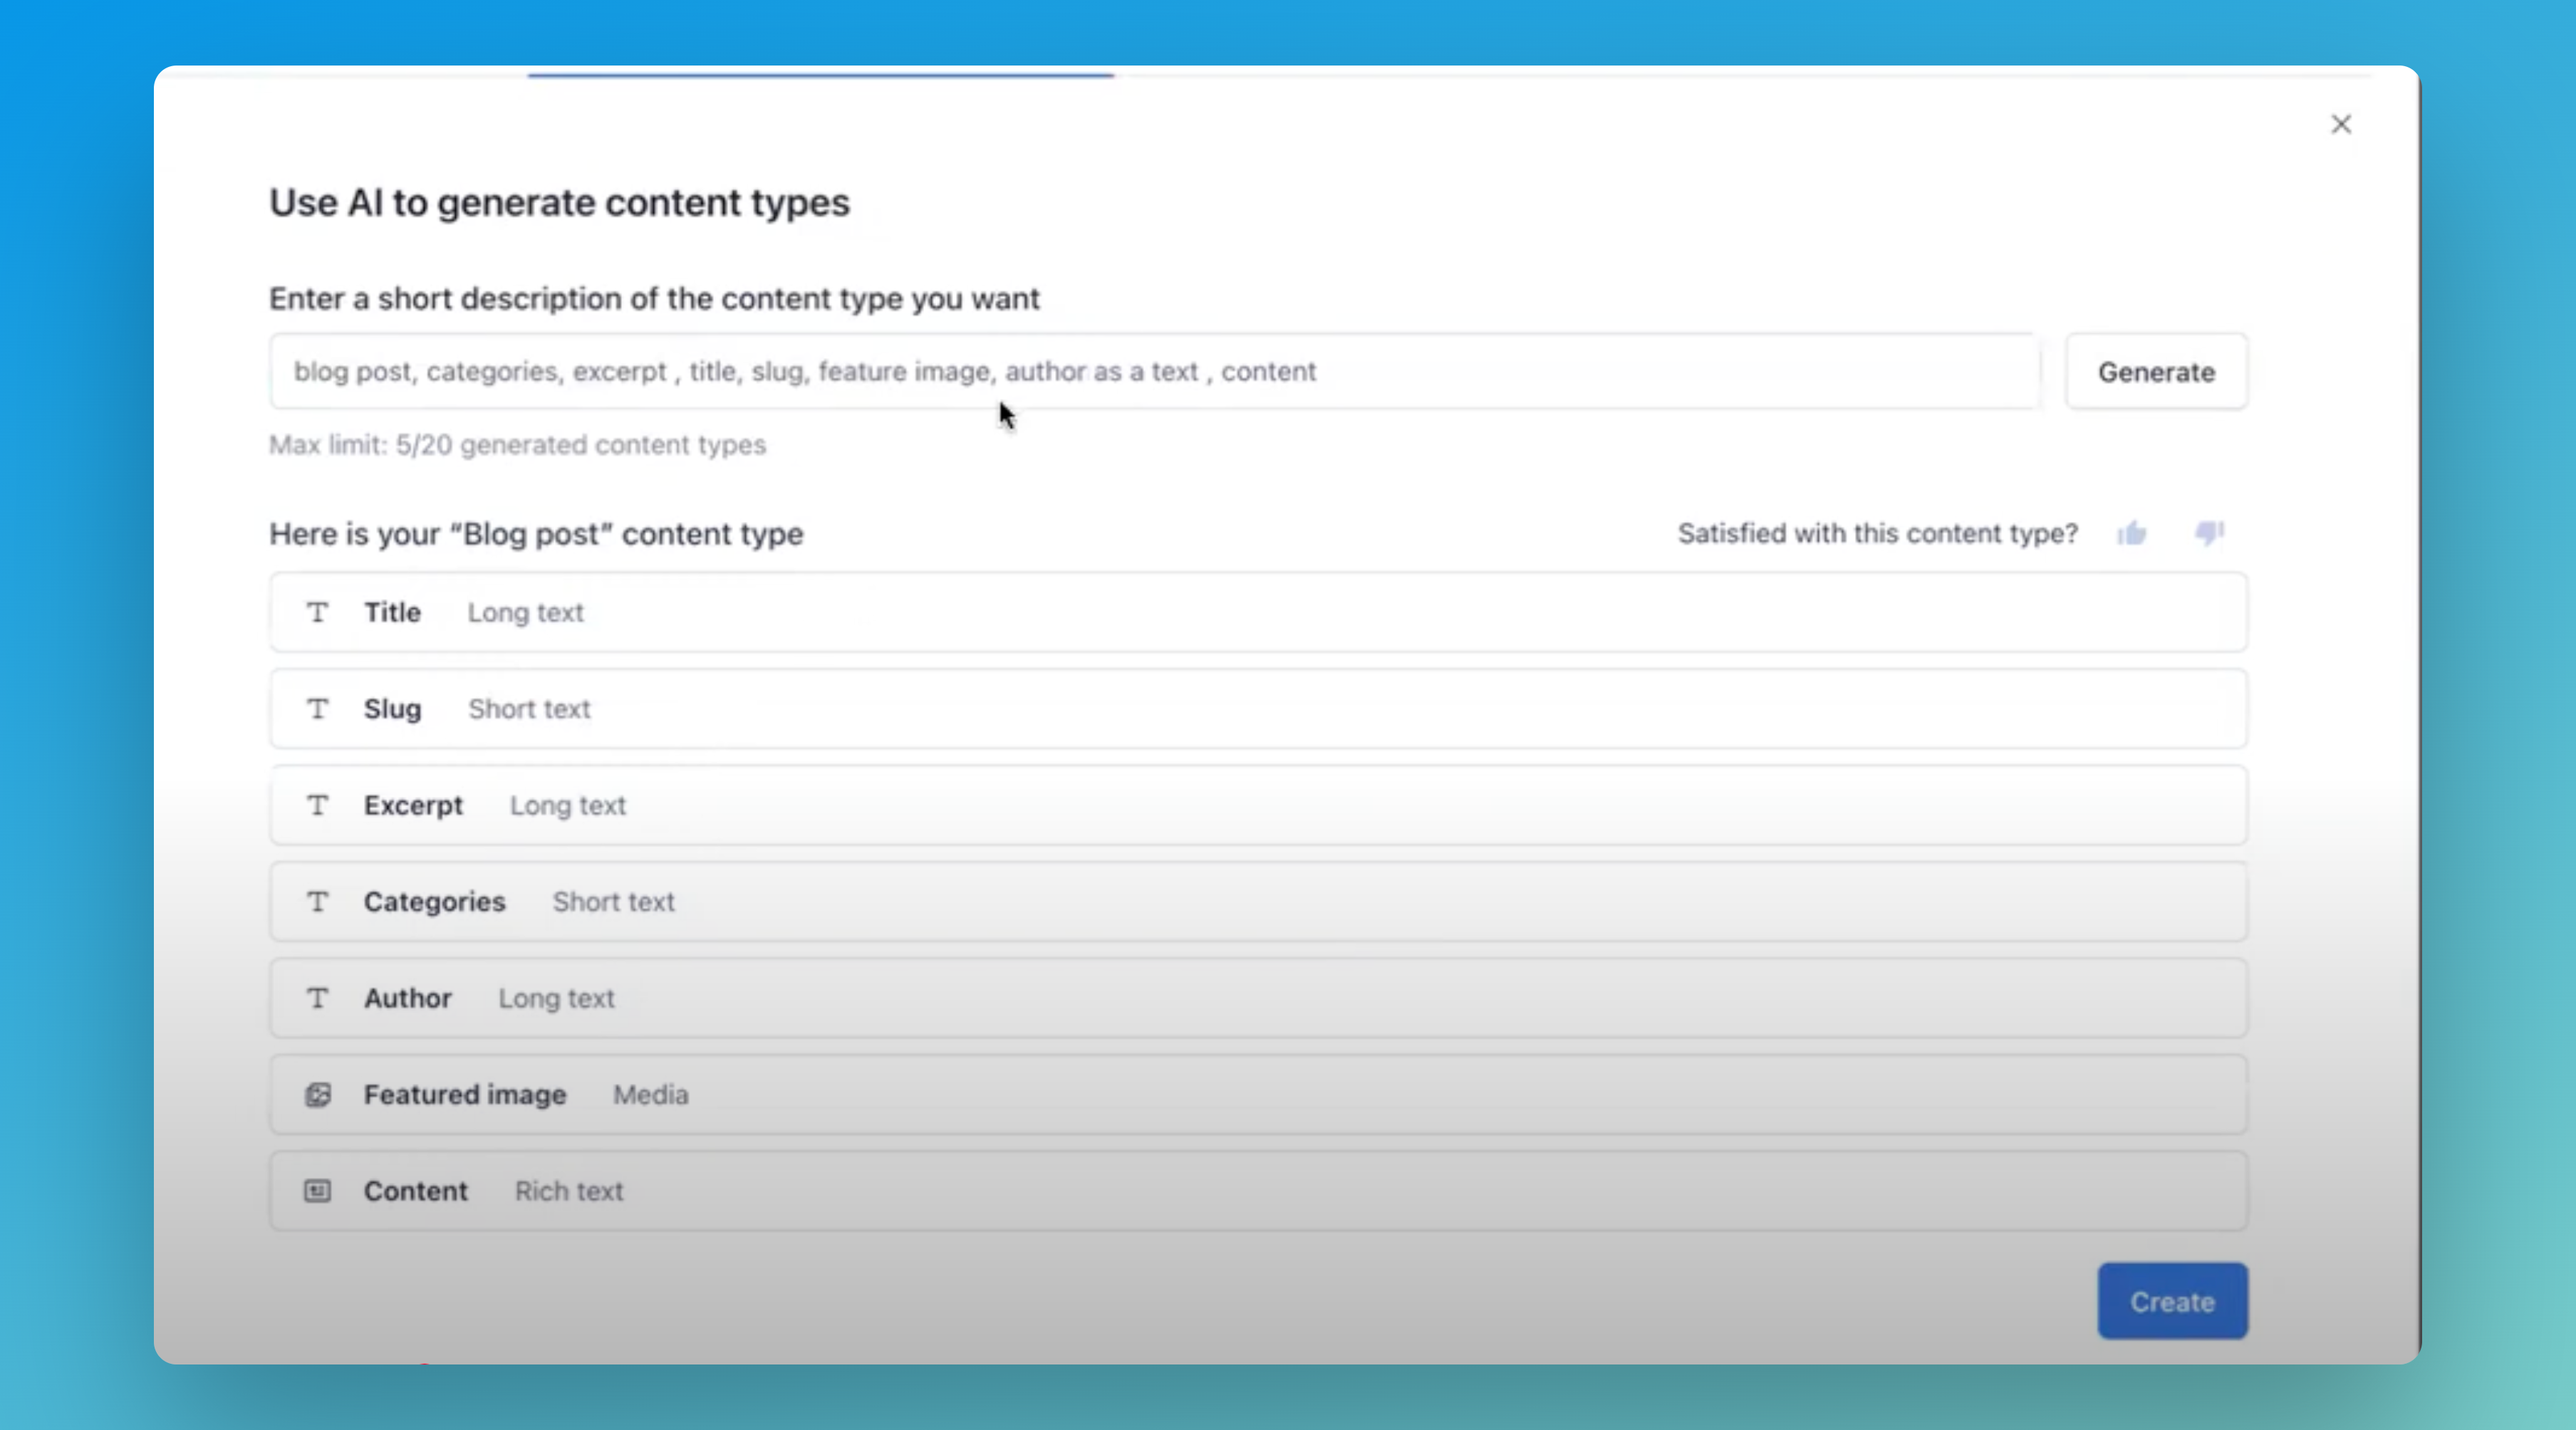 Use AI to generate content types
Enter a short description of the content type you want
blog post, categories, excerpt , title, slug, feature image, author as a text , content
Generate
Max limit: 5/20 generated content types
Here is your “Blog post” content type
Satisfied with this content type?
Title Long text
Slug Short text
Excerpt Long text
Categories Short text
Author Long text
Featured image Media
Content Rich text
Create